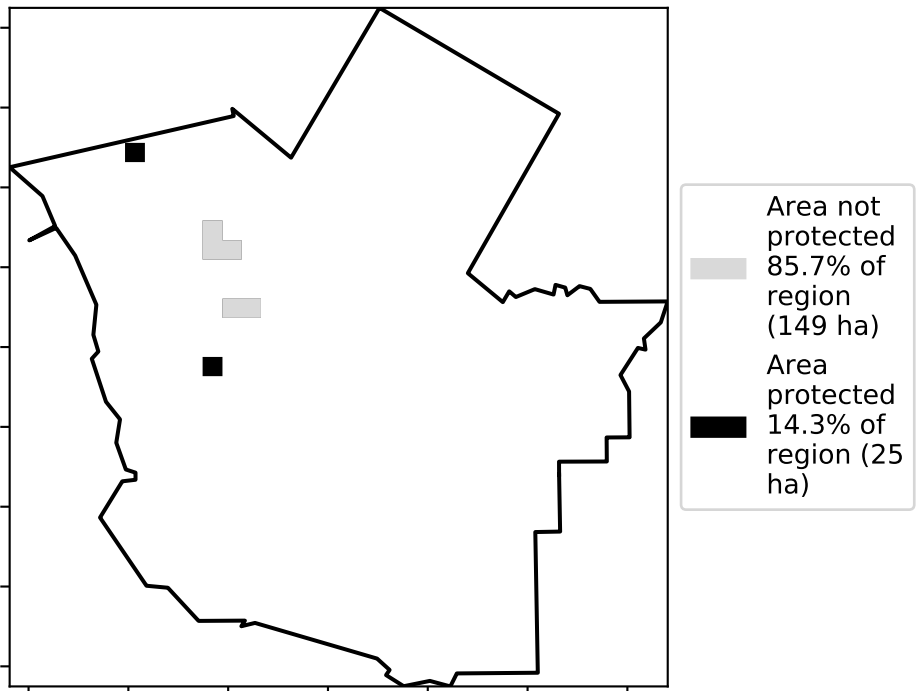 Area not
protected
85.7% of
region
(149 ha)
Area
protected
14.3% of
region (25
ha)